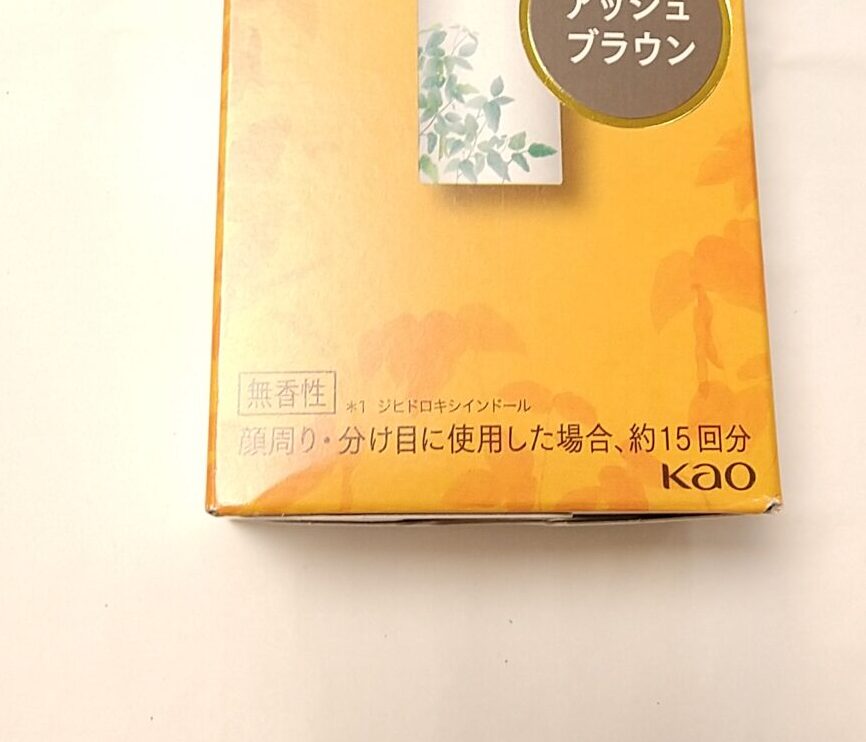 アッシュ
ブラウン
無香性
*1 ジヒドロキシインドール
顔周り・分け目に使用した場合、約15回分
Kao